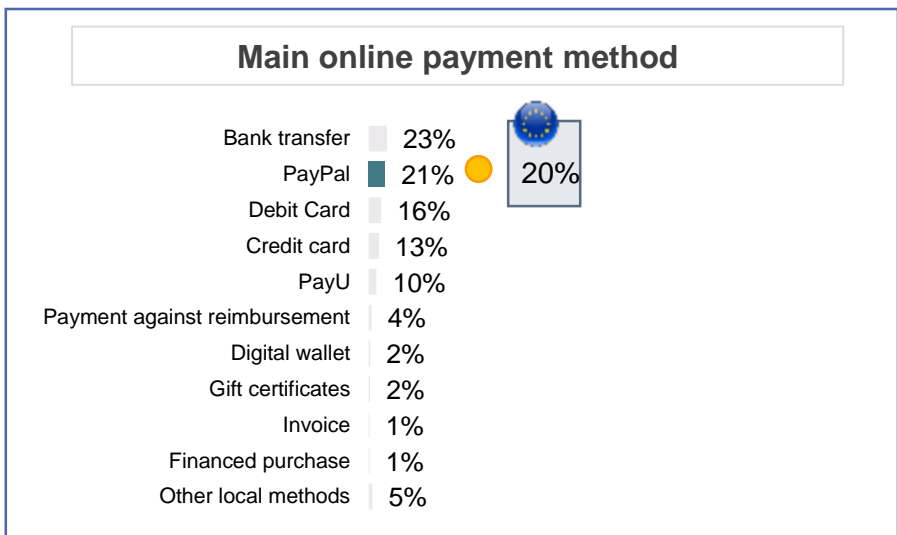 Main online payment method
Bank transfer 23%
PayPal 21% 20%
Debit Card 16%
Credit card 13%
PayU 10%
Payment against reimbursement 4%
Digital wallet 2%
Gift certificates 2%
Invoice 1%
Financed purchase 1%
Other local methods 5%